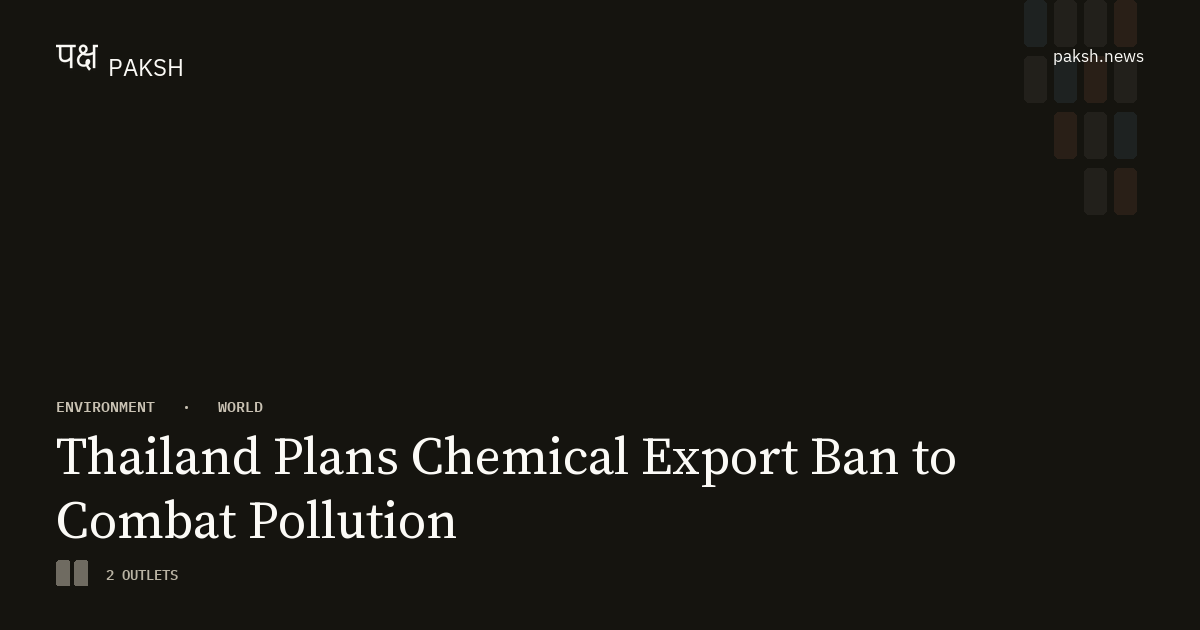 पक्ष PAKSH
paksh.news
ENVIRONMENT · WORLD
Thailand Plans Chemical Export Ban to
Combat Pollution
2 OUTLETS